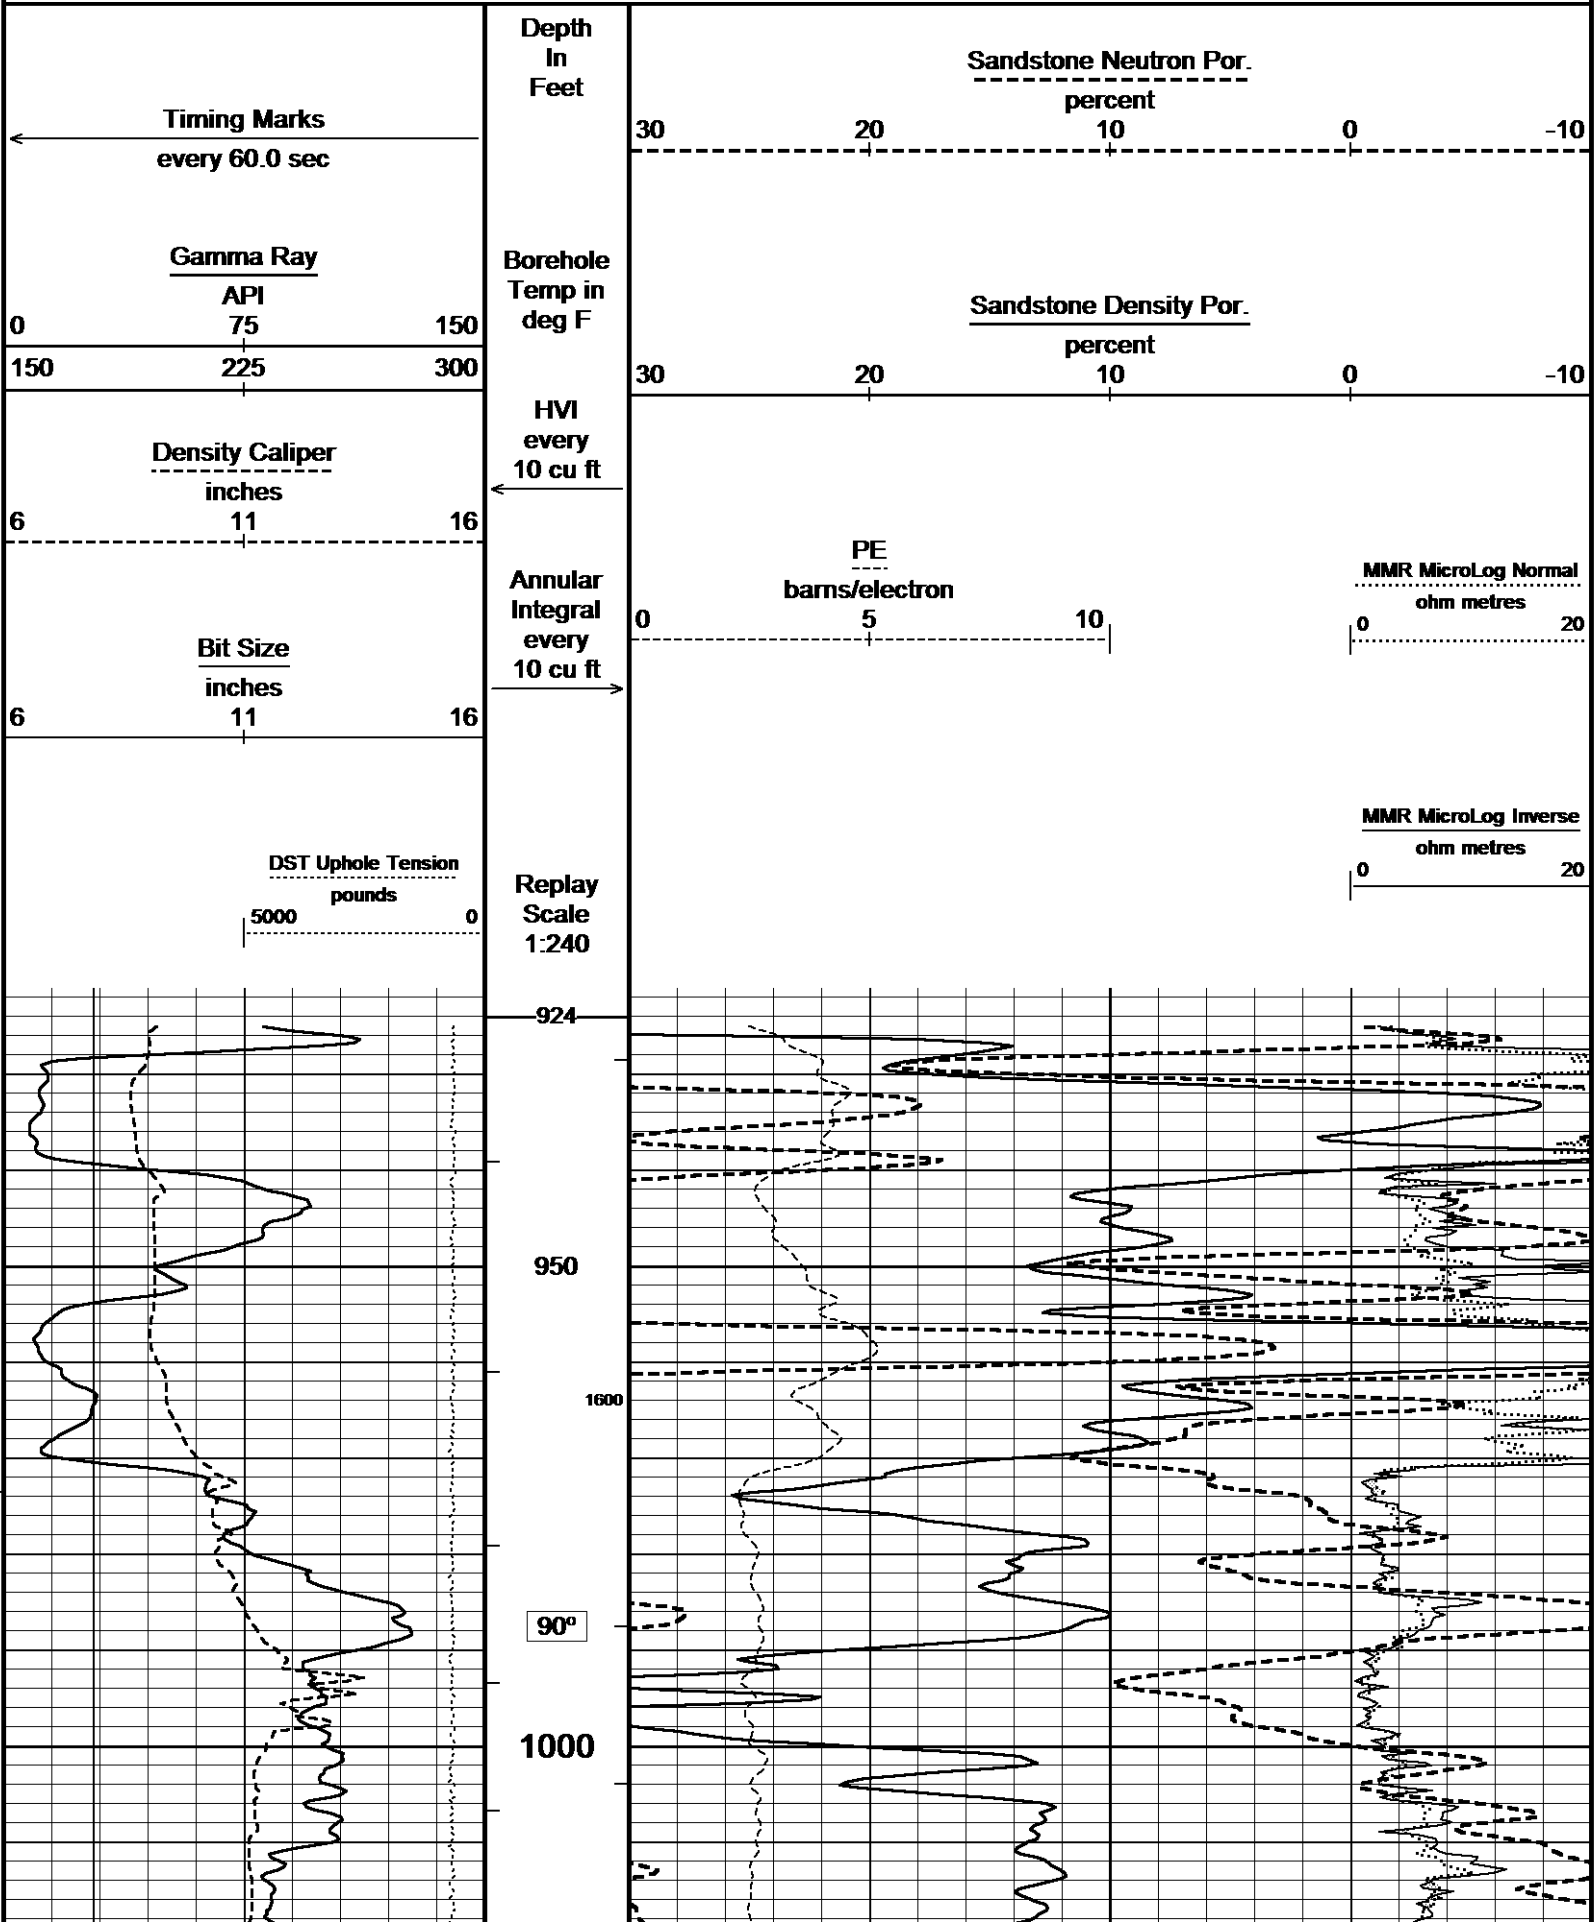 Timing Marks
every 60.0 sec
Gamma Ray
API
0 75 150
150 225 300
Density Caliper
inches
6 11 16
Bit Size
inches
6 11 16
DST Uphole Tension
pounds
5000 0
Depth
In
Feet
Borehole
Temp in
deg F
HVI
every
10 cu ft
Annular
Integral
every
10 cu ft
Replay
Scale
1:240
Sandstone Neutron Por.
percent
30 20 10 0 -10
Sandstone Density Por.
percent
30 20 10 0 -10
PE
barns/electron
0 5 10
MMR MicroLog Normal
ohm metres
0 20
MMR MicroLog Inverse
ohm metres
0 20
924
950
1600
90º
1000